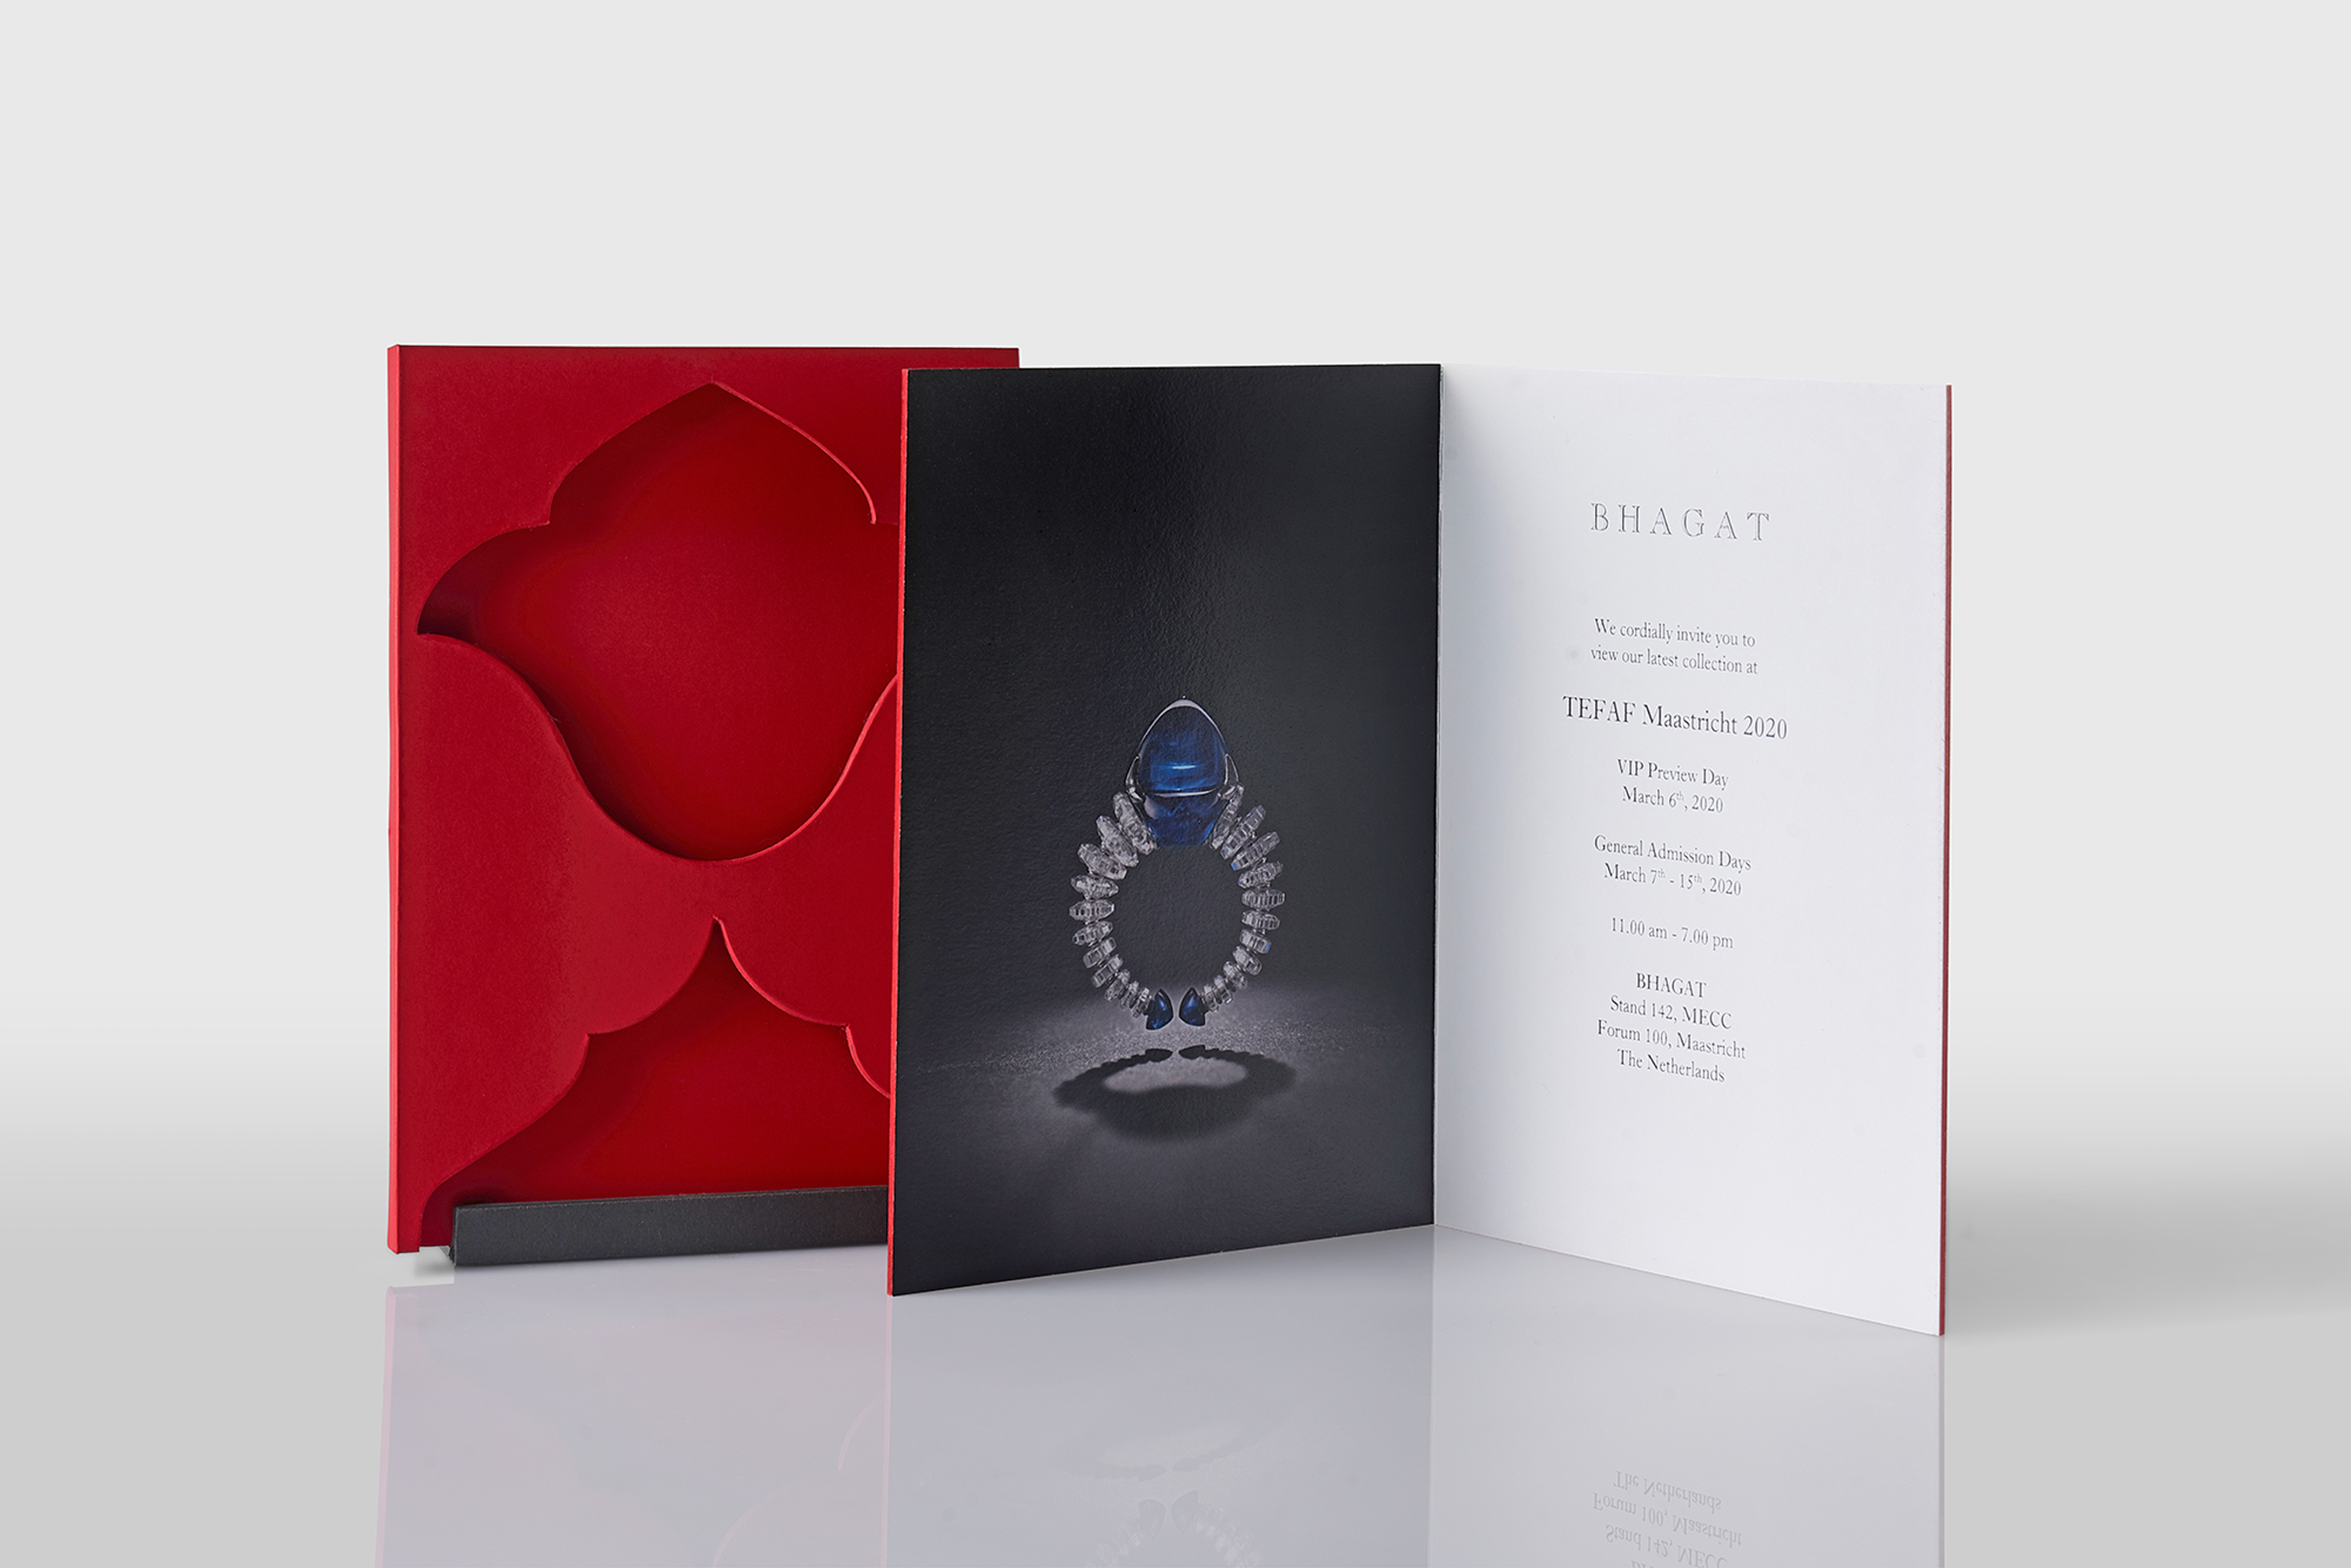 BHAGAT
We cordially invite you to
view our latest collection at
TEFAF Maastricht 2020
VIP Preview Day
March 6th, 2020
General Admission Days
March 7th - 15th, 2020
11.00 am - 7.00 pm
BHAGAT
Stand 142, MECC
Forum 100, Maastricht
The Netherlands